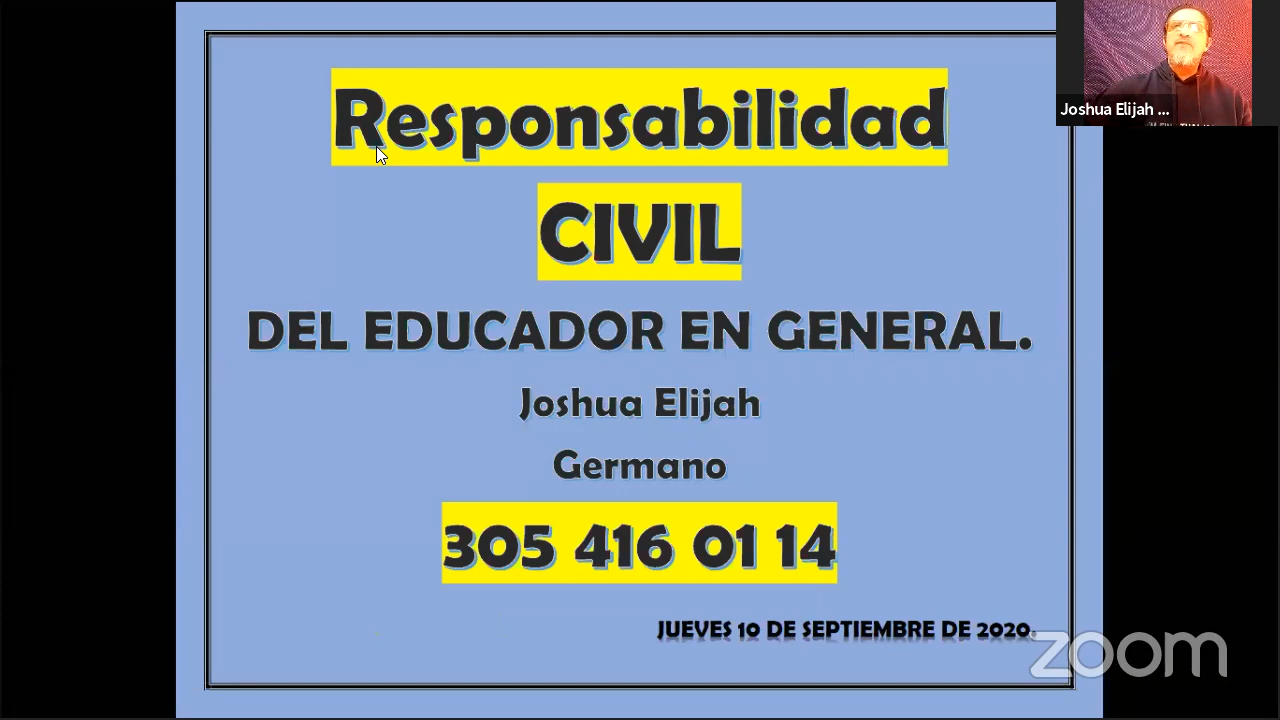 Responsabilidad
CIVIL
DEL EDUCADOR EN GENERAL.
Joshua Elijah
Germano
305 416 01 14
JUEVES 10 DE SEPTIEMBRE DE 2020.
Joshua Elijah ...
zoom